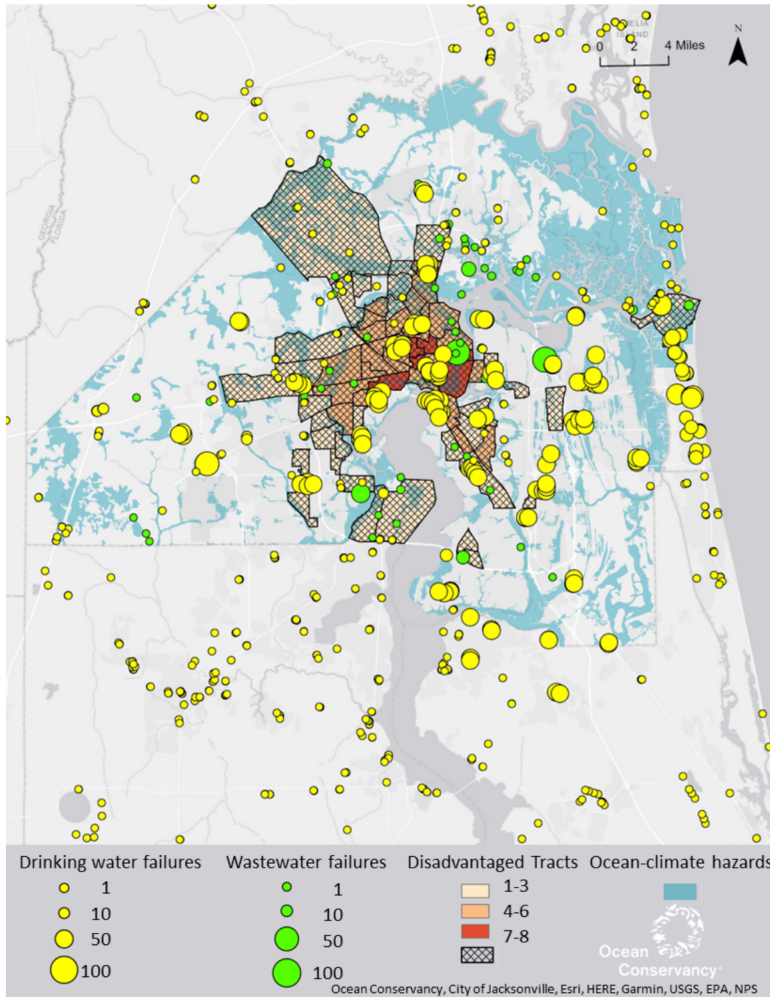 ELIA
ISLAND
N
0 2 4 Miles
GEORGIA
FLORIDA
Drinking water failures
1
10
50
100
Wastewater failures
1
10
50
100
Disadvantaged Tracts
1-3
4-6
7-8
Ocean-climate hazards
Ocean
Conservancy
Ocean Conservancy, City of Jacksonville, Esri, HERE, Garmin, USGS, EPA, NPS